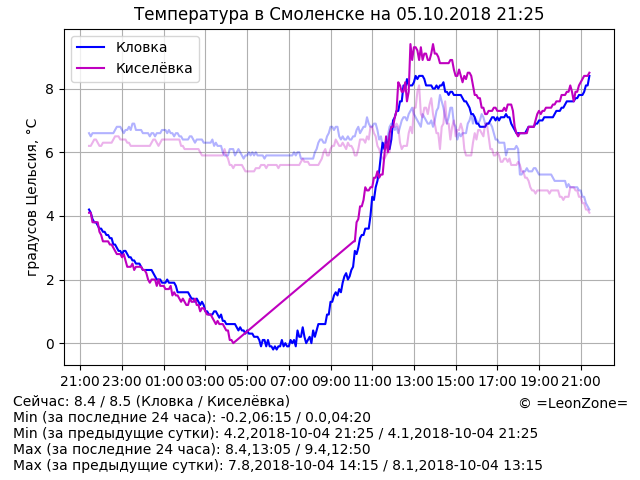 Температура в Смоленске на 05.10.2018 21:25
Кловка
Киселёвка
градусов Цельсия, °C
8
6
4
2
0
21:00 23:00 01:00 03:00 05:00 07:00 09:00 11:00 13:00 15:00 17:00 19:00 21:00
Сейчас: 8.4 / 8.5 (Кловка / Киселёвка)
© =LeonZone=
Min (за последние 24 часа): -0.2,06:15 / 0.0,04:20
Min (за предыдущие сутки): 4.2,2018-10-04 21:25 / 4.1,2018-10-04 21:25
Max (за последние 24 часа): 8.4,13:05 / 9.4,12:50
Max (за предыдущие сутки): 7.8,2018-10-04 14:15 / 8.1,2018-10-04 13:15